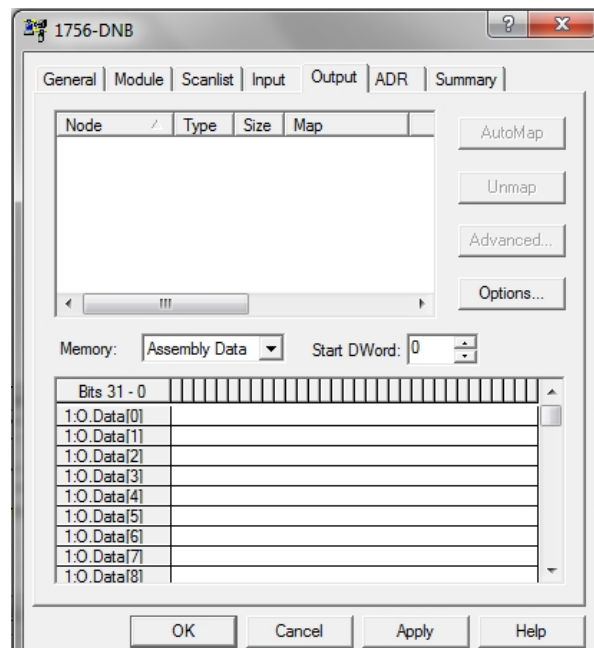 1756-DNB
General Module Scanlist Input Output ADR Summary
Node Type Size Map
AutoMap
Unmap
Advanced...
Options...
Memory: Assembly Data Start DWord: 0
Bits 31 - 0
1:O.Data[0]
1:O.Data[1]
1:O.Data[2]
1:O.Data[3]
1:O.Data[4]
1:O.Data[5]
1:O.Data[6]
1:O.Data[7]
1:O.Data[8]
OK Cancel Apply Help